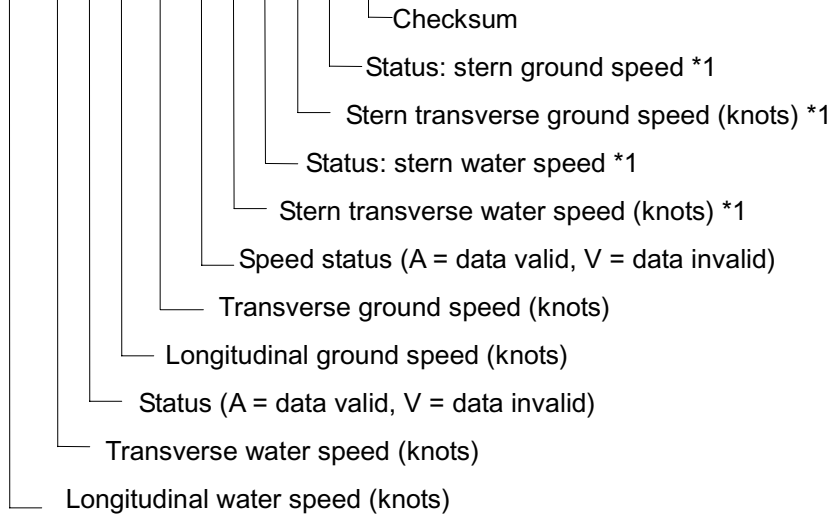 Checksum
Status: stern ground speed *1
Stern transverse ground speed (knots) *1
Status: stern water speed *1
Stern transverse water speed (knots) *1
Speed status (A = data valid, V = data invalid)
Transverse ground speed (knots)
Longitudinal ground speed (knots)
Status (A = data valid, V = data invalid)
Transverse water speed (knots)
Longitudinal water speed (knots)